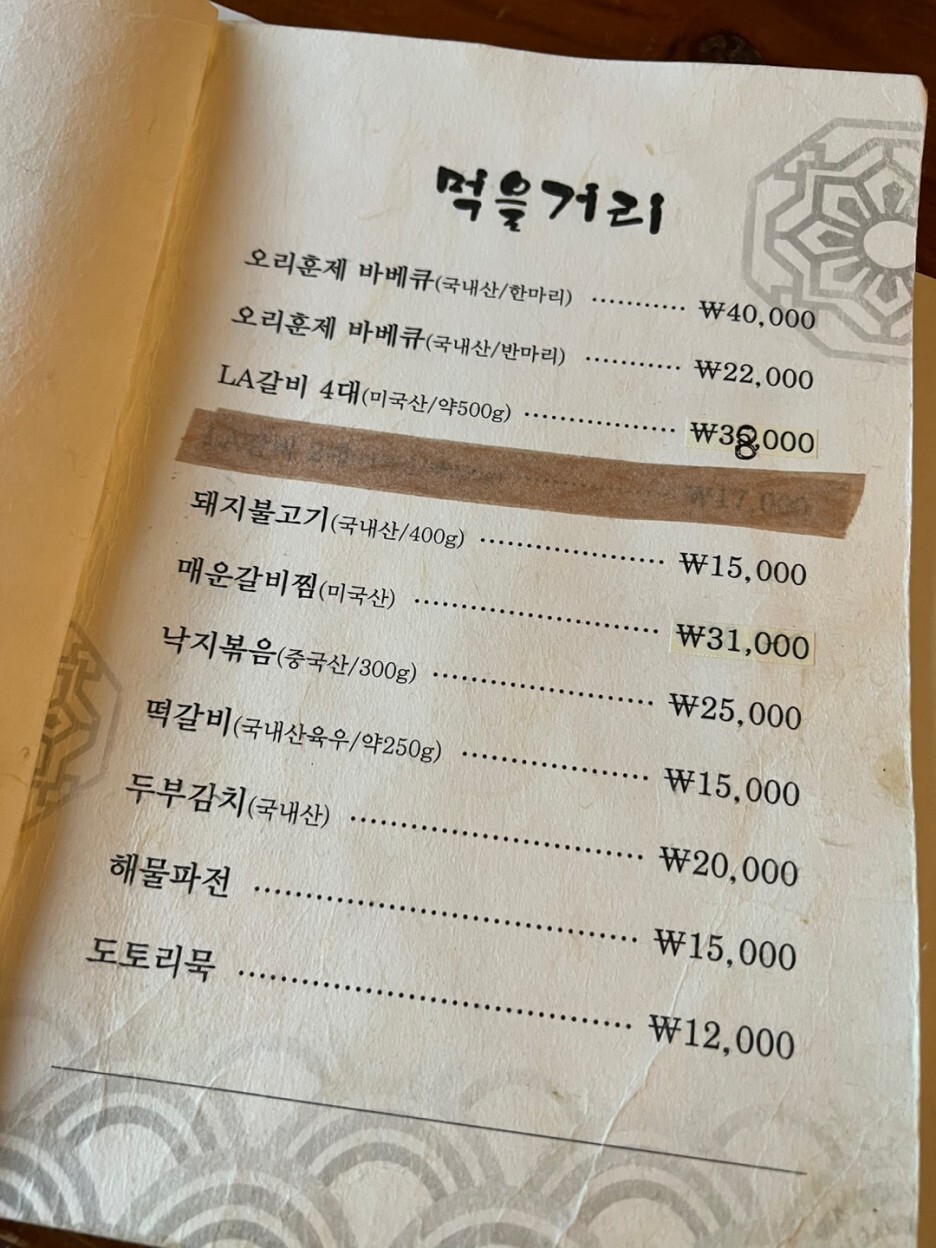 먹을거리
오리훈제 바베큐(국내산/한마리) ··········· ₩40,000
오리훈제 바베큐(국내산/반마리) ··········· ₩22,000
LA갈비 4대(미국산/약500g) ·················· ₩38,000
₩17,000
돼지불고기(국내산/400g) ······················ ₩15,000
매운갈비찜(미국산) ····························· ₩31,000
낙지볶음(중국산/300g) ·························· ₩25,000
떡갈비(국내산육우/약250g) ···················· ₩15,000
두부김치(국내산) ·································· ₩20,000
해물파전 ············································ ₩15,000
도토리묵 ············································ ₩12,000